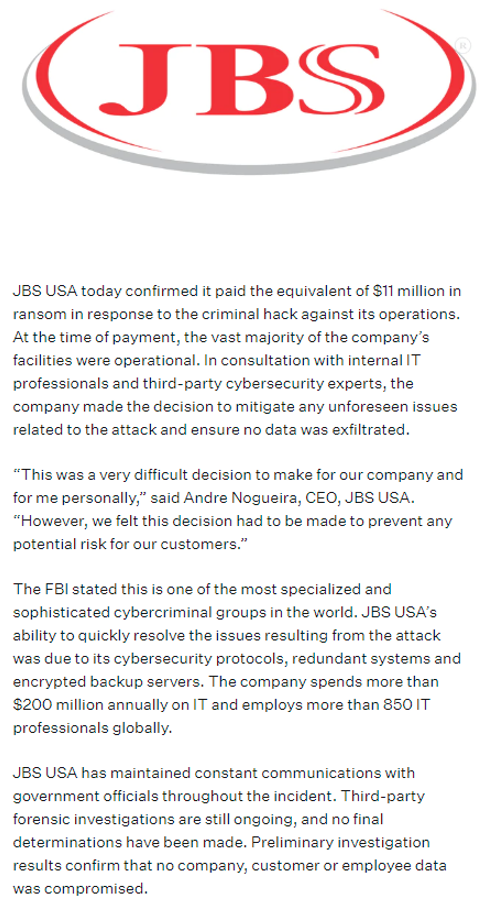 JBS
®
JBS USA today confirmed it paid the equivalent of $11 million in
ransom in response to the criminal hack against its operations.
At the time of payment, the vast majority of the company’s
facilities were operational. In consultation with internal IT
professionals and third-party cybersecurity experts, the
company made the decision to mitigate any unforeseen issues
related to the attack and ensure no data was exfiltrated.
“This was a very difficult decision to make for our company and
for me personally,” said Andre Nogueira, CEO, JBS USA.
“However, we felt this decision had to be made to prevent any
potential risk for our customers.”
The FBI stated this is one of the most specialized and
sophisticated cybercriminal groups in the world. JBS USA’s
ability to quickly resolve the issues resulting from the attack
was due to its cybersecurity protocols, redundant systems and
encrypted backup servers. The company spends more than
$200 million annually on IT and employs more than 850 IT
professionals globally.
JBS USA has maintained constant communications with
government officials throughout the incident. Third-party
forensic investigations are still ongoing, and no final
determinations have been made. Preliminary investigation
results confirm that no company, customer or employee data
was compromised.